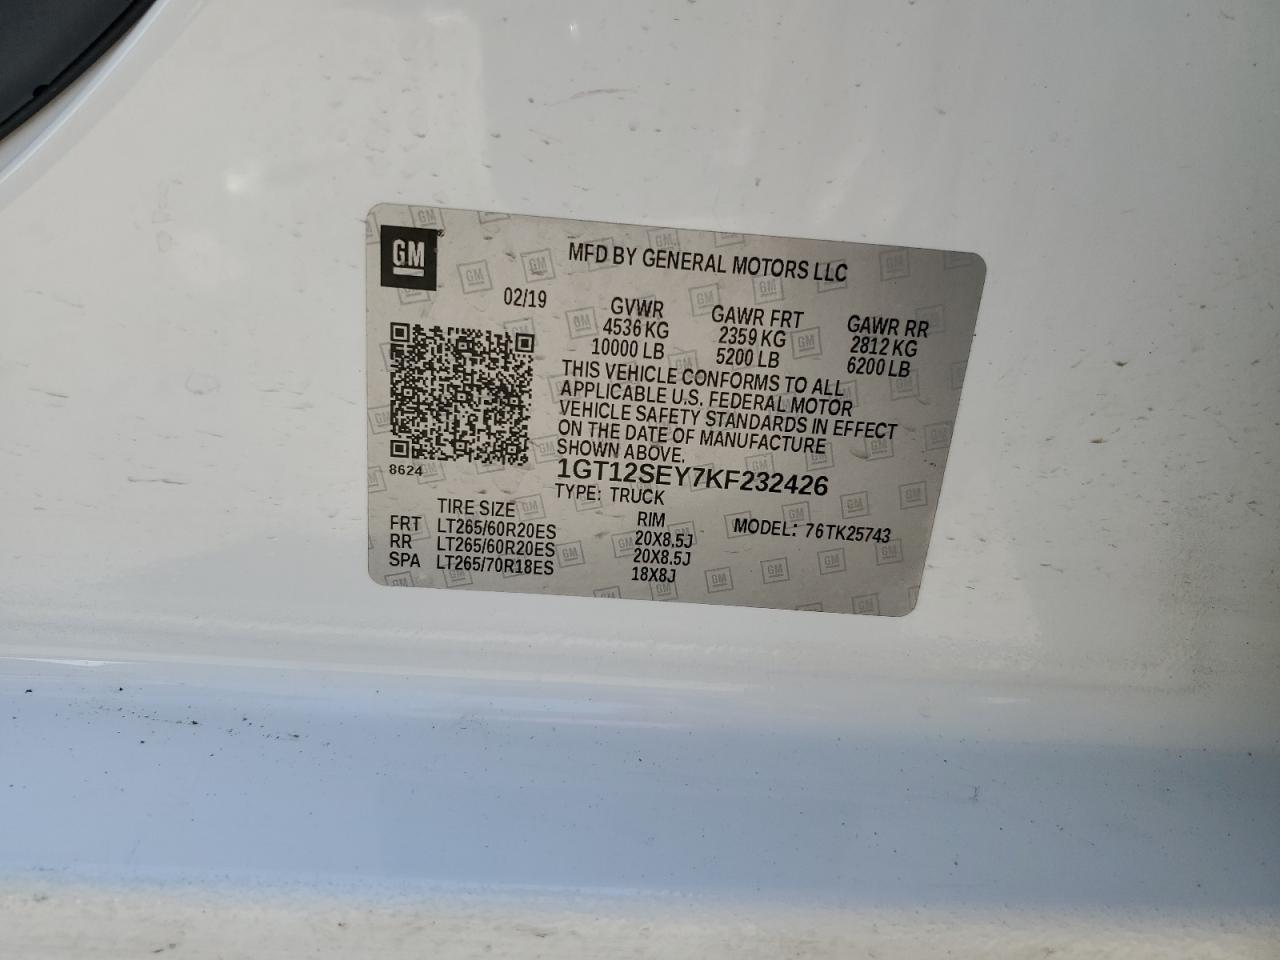 GM
MFD BY GENERAL MOTORS LLC
02/19 GVWR GAWR FRT GAWR RR
4536 KG 2359 KG 2812 KG
10000 LB 5200 LB 6200 LB
THIS VEHICLE CONFORMS TO ALL
APPLICABLE U.S. FEDERAL MOTOR
VEHICLE SAFETY STANDARDS IN EFFECT
ON THE DATE OF MANUFACTURE
SHOWN ABOVE.
8624
1GT12SEY7KF232426
TYPE: TRUCK
TIRE SIZE RIM MODEL: 76TK25743
FRT LT265/60R20ES 20X8.5J
RR LT265/60R20ES 20X8.5J
SPA LT265/70R18ES 18X8J